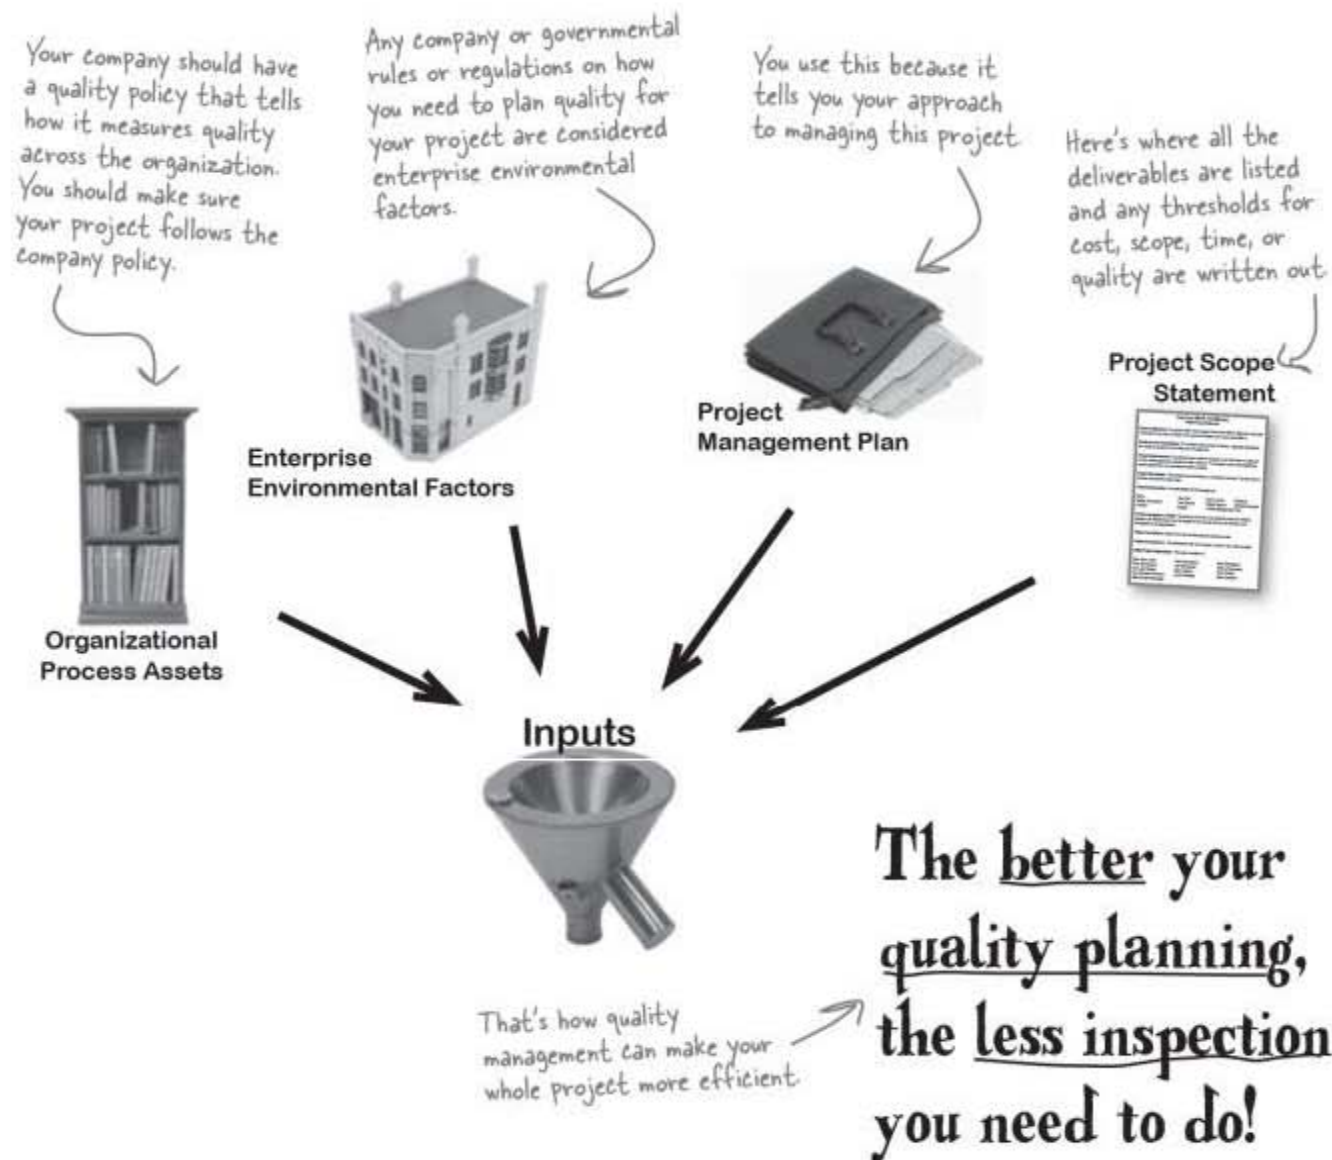 Your company should have
a quality policy that tells
how it measures quality
across the organization.
You should make sure
your project follows the
company policy.
Any company or governmental
rules or regulations on how
you need to plan quality for
your project are considered
enterprise environmental
factors.
You use this because it
tells you your approach
to managing this project.
Here's where all the
deliverables are listed
and any thresholds for
cost, scope, time, or
quality are written out.
Organizational
Process Assets
Enterprise
Environmental Factors
Project
Management Plan
Project Scope
Statement
Inputs
The better your
quality planning,
the less inspection
you need to do!
That's how quality
management can make your
whole project more efficient.